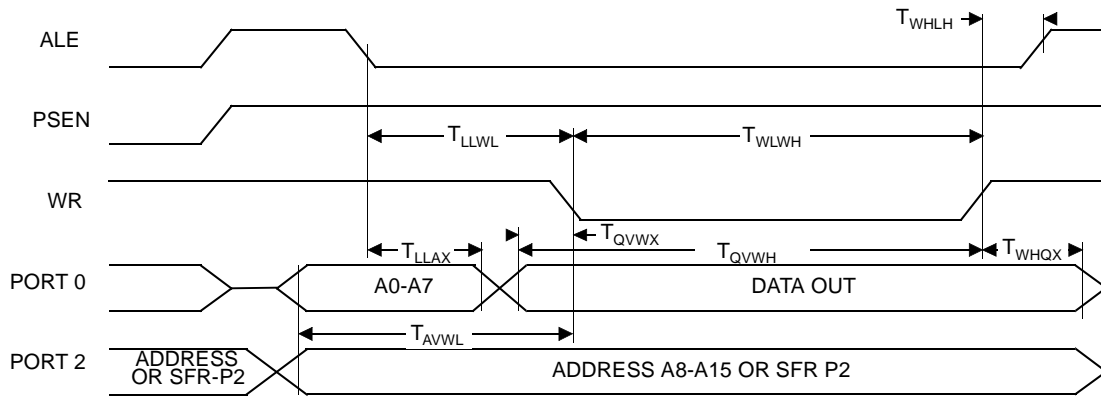 T_WHLH
ALE
PSEN
T_LLWL
T_WLWH
WR
T_LLAX
T_QVWX
T_QVWH
T_WHQX
PORT 0
A0-A7
DATA OUT
T_AVWL
PORT 2
ADDRESS
OR SFR-P2
ADDRESS A8-A15 OR SFR P2